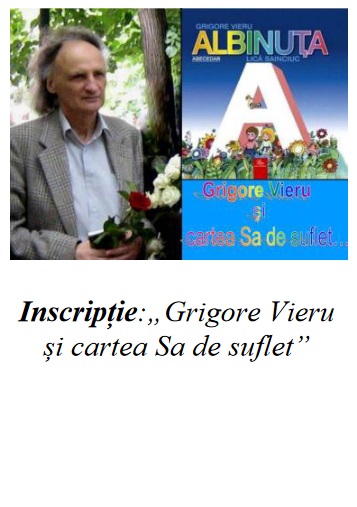 GRIGORE VIERU
ALBINUȚA
ABECEDAR LICĂ SAINCIUC
Grigore Vieru
și
cartea Sa de suflet...
Inscripție:„Grigore Vieru
și cartea Sa de suflet”